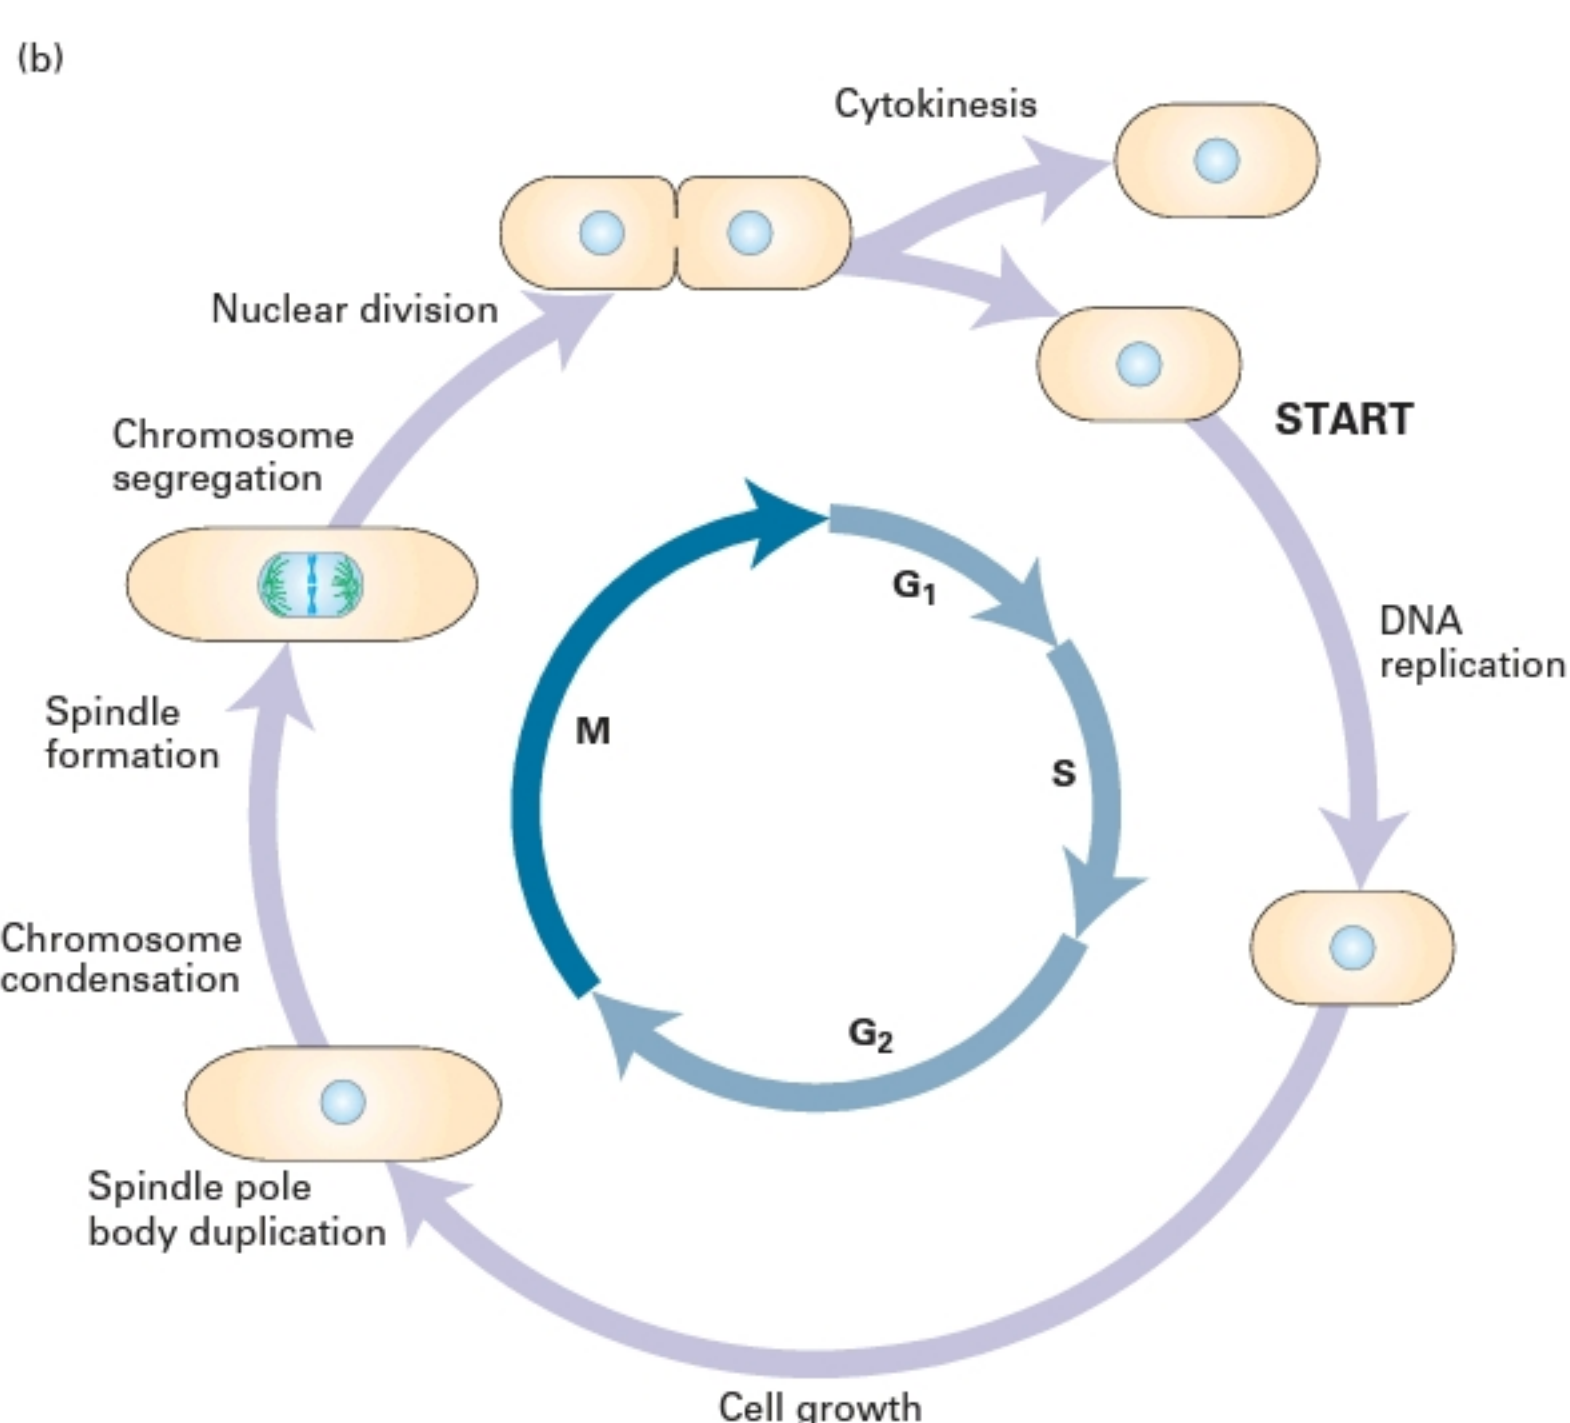 (b)
Cytokinesis
Nuclear division
START
Chromosome
segregation
G₁
DNA
replication
Spindle
formation
M
S
Chromosome
condensation
G₂
Spindle pole
body duplication
Cell growth